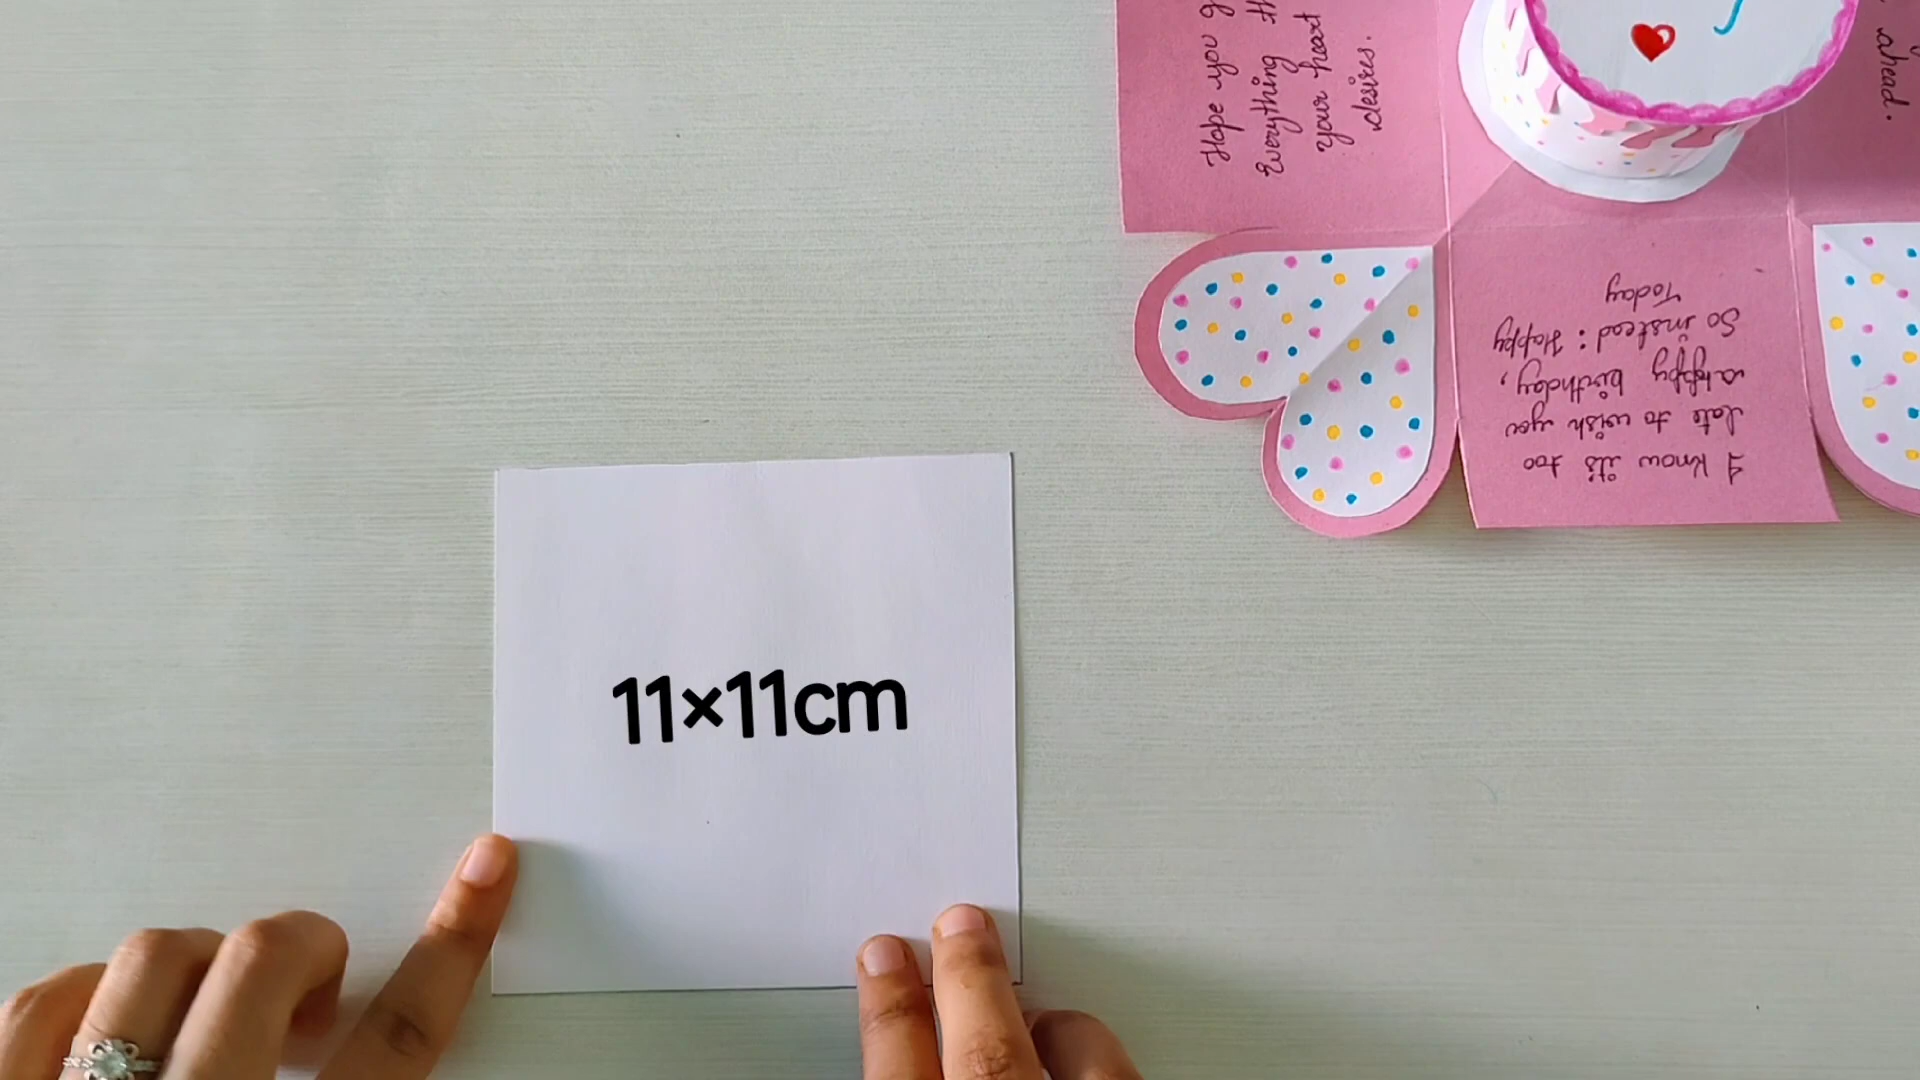 Hope you g
Everything th
your heart
desires.
ahead.
I Know it's too
late to wish you
happy birthday,
So instead : Happy
Today
11×11cm